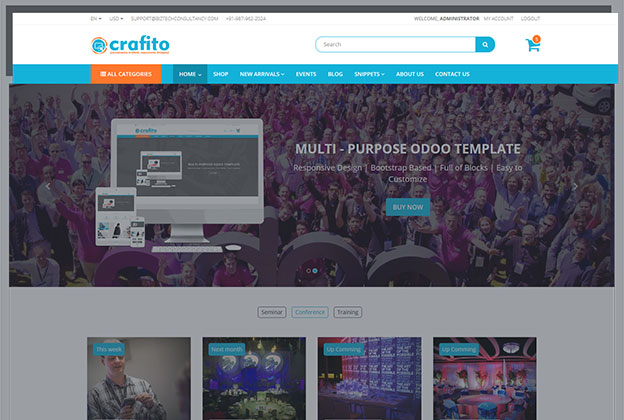 EN USD SUPPORT@BIZTECHCONSULTANCY.COM +91-987-962-2024 WELCOME, ADMINISTRATOR MY ACCOUNT LOGOUT
crafito
Search
ALL CATEGORIES HOME SHOP NEW ARRIVALS EVENTS BLOG SNIPPETS ABOUT US CONTACT US
MULTI - PURPOSE ODOO TEMPLATE
Responsive Design | Bootstrap Based | Full of Blocks | Easy to
Customize
BUY NOW
Seminar Conference Training
This week Next month Up Comming Up Comming